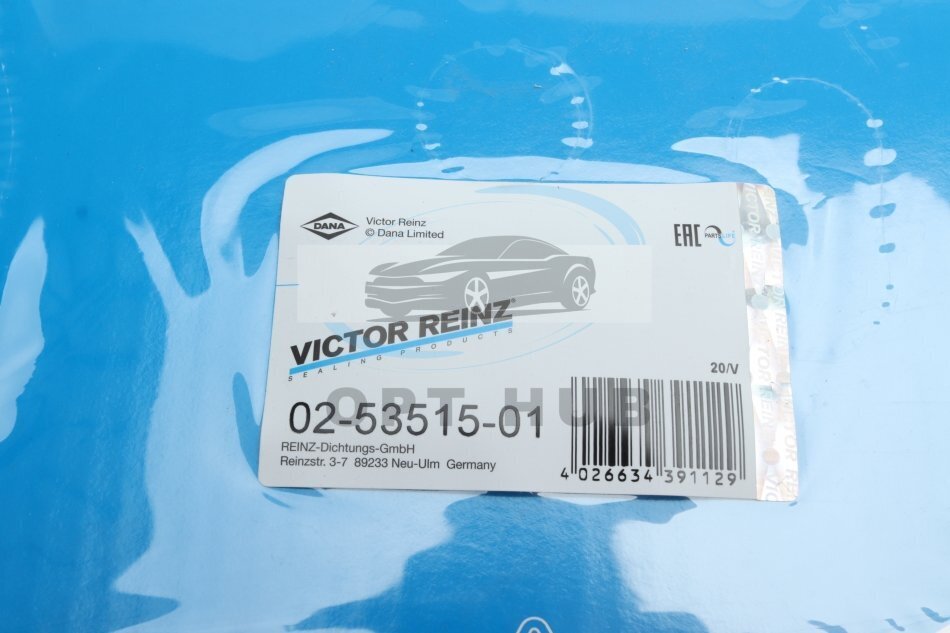 DANA
Victor Reinz
© Dana Limited
EAC
PARTSLIFE
VICTOR REINZ®
SEALING PRODUCTS
20/V
OPT HUB
02-53515-01
REINZ-Dichtungs-GmbH
Reinzstr. 3-7 89233 Neu-Ulm Germany
4 026634 391129